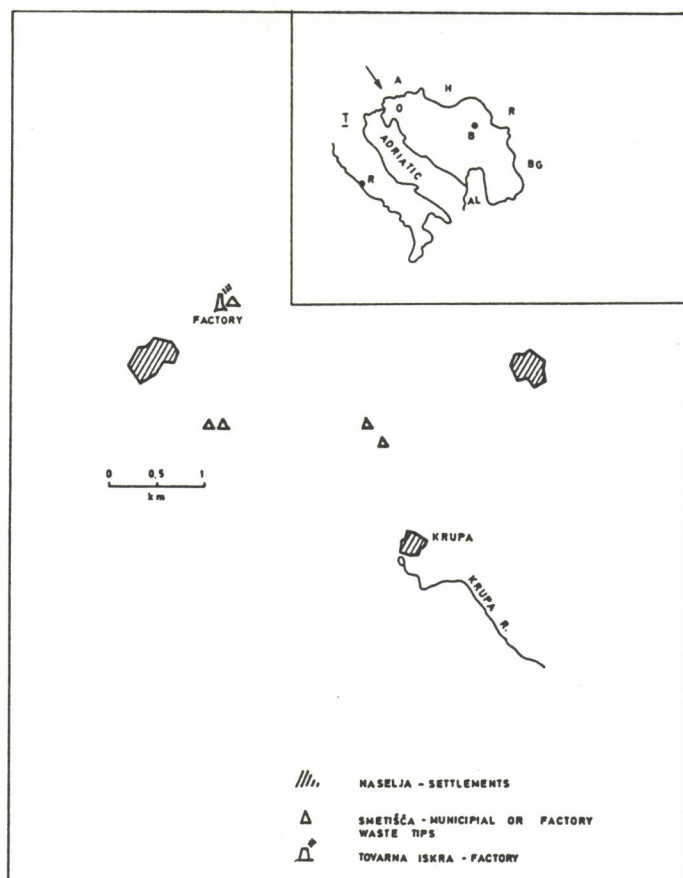 A
H
T
O
R
B
ADRIATIC
BG
R
AL
FACTORY
0 0,5 1
km
KRUPA
KRUPA R.
NASELJA - SETTLEMENTS
SMETIŠČA - MUNICIPIAL OR FACTORY
WASTE TIPS
TOVARNA ISKRA - FACTORY